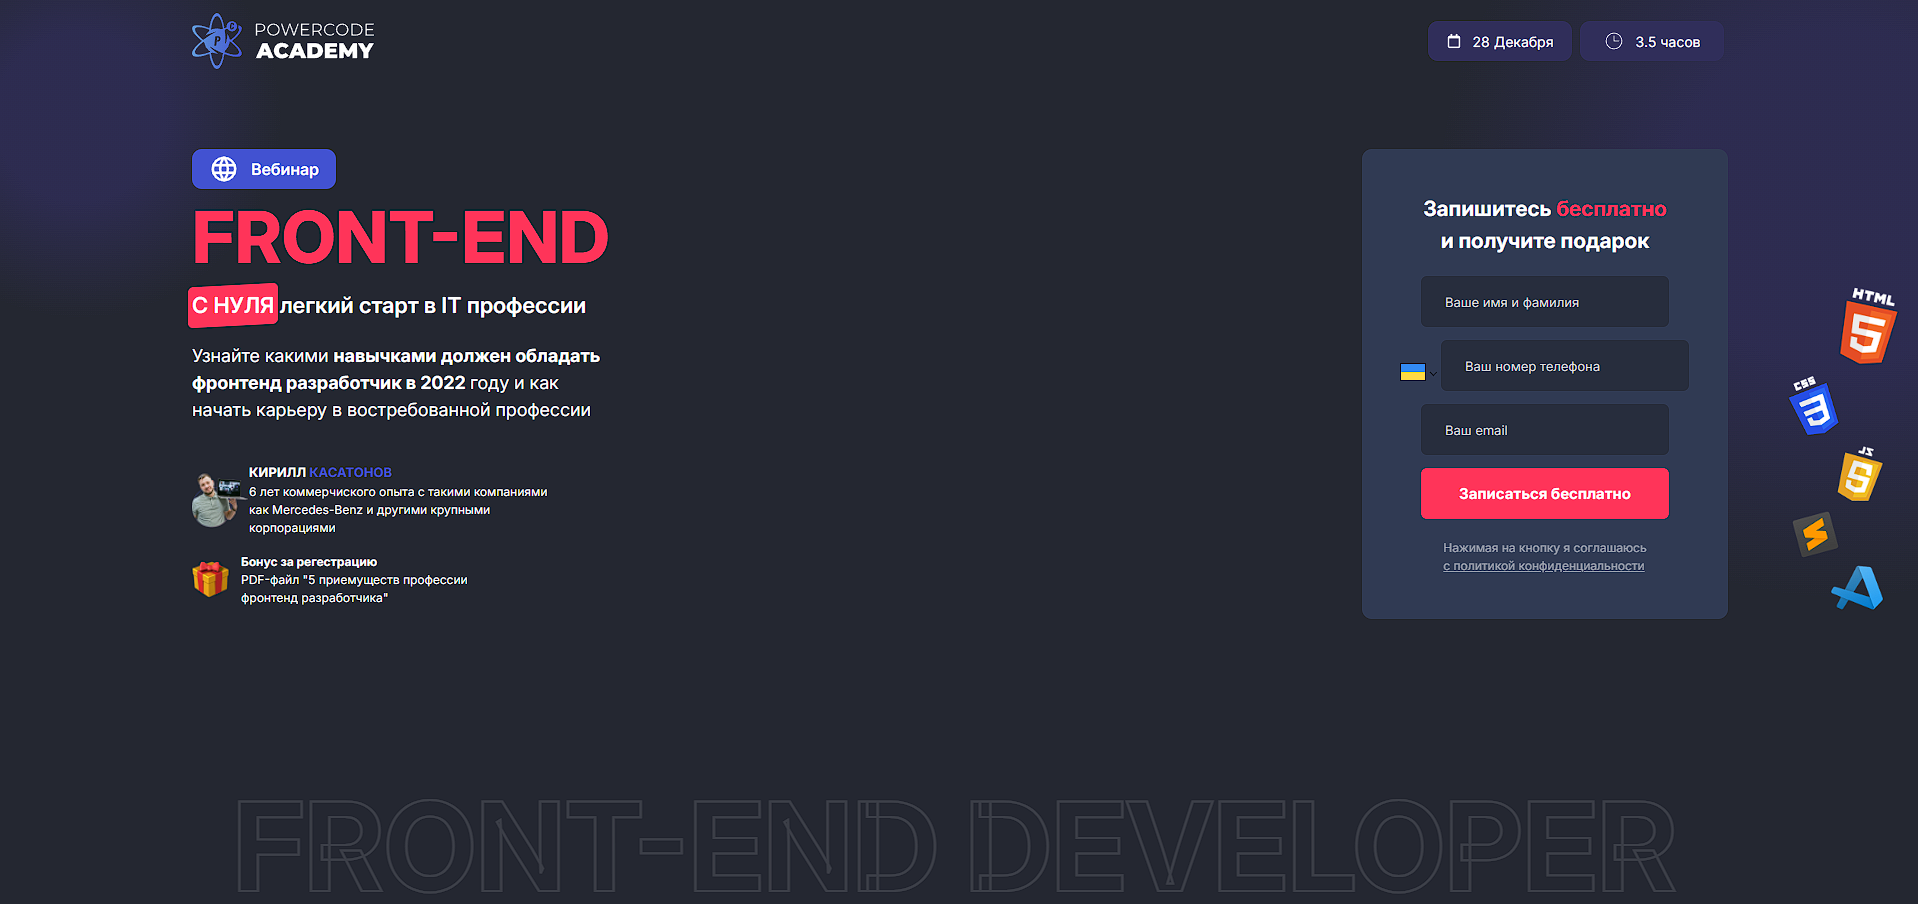 POWERCODE
ACADEMY
28 Декабря
3.5 часов
Вебинар
FRONT-END
С НУЛЯ легкий старт в IT профессии
Узнайте какими навычками должен обладать
фронтенд разработчик в 2022 году и как
начать карьеру в востребованной профессии
КИРИЛЛ КАСАТОНОВ
6 лет коммерчиского опыта с такими компаниями
как Mercedes-Benz и другими крупными
корпорациями
Бонус за регестрацию
PDF-файл "5 приемуществ профессии
фронтенд разработчика"
Запишитесь бесплатно
и получите подарок
Ваше имя и фамилия
Ваш номер телефона
Ваш email
Записаться бесплатно
Нажимая на кнопку я соглашаюсь
с политикой конфиденциальности
HTML
5
CSS
3
JS
S
FRONT-END DEVELOPER